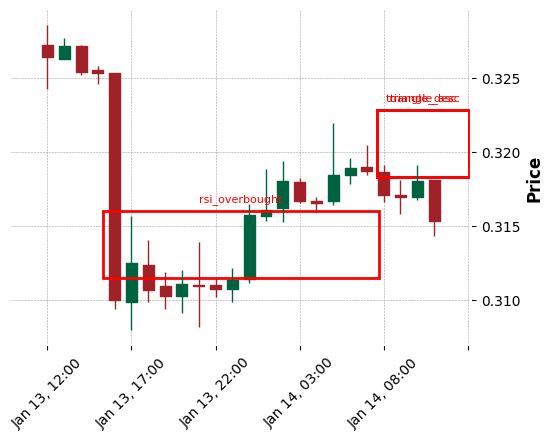 0.325
0.320
0.315
0.310
Price
rsi_overbought
Jan 13, 12:00
Jan 13, 17:00
Jan 13, 22:00
Jan 14, 03:00
Jan 14, 08:00